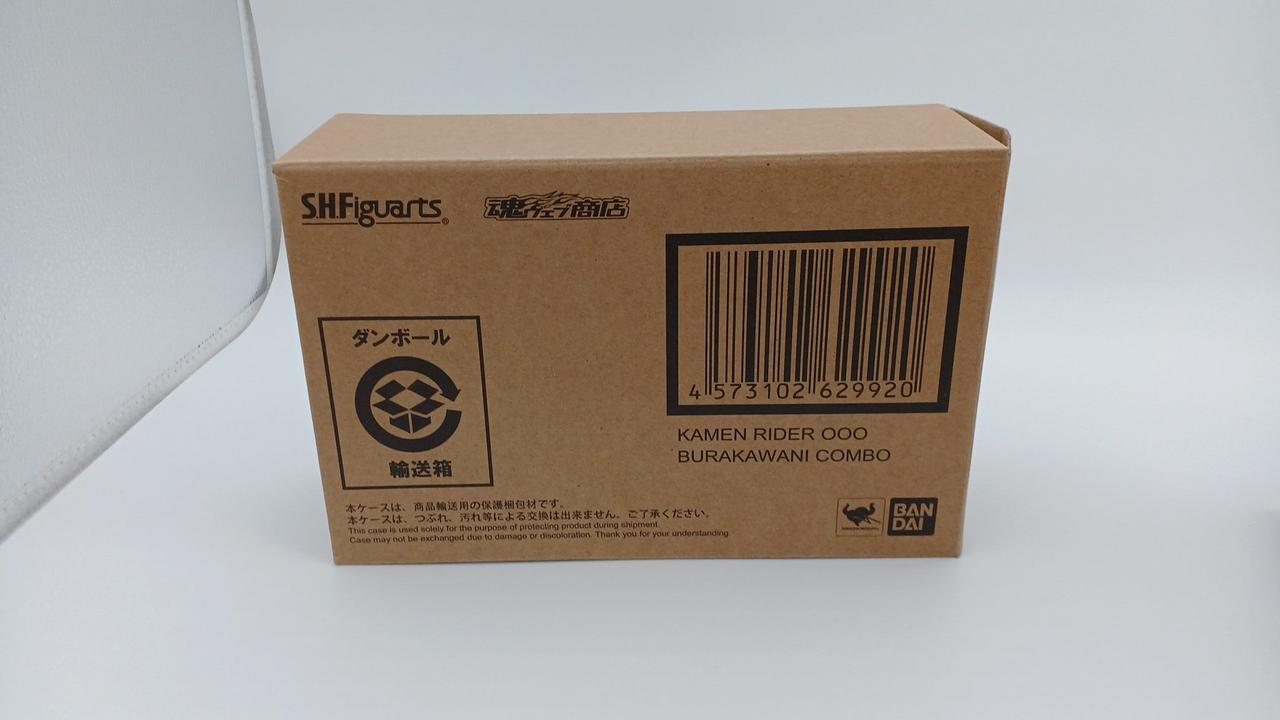 S.H.Figuarts®
魂ウェブ商店
ダンボール
輸送箱
4 573102 629920
KAMEN RIDER OOO
BURAKAWANI COMBO
本ケースは、商品輸送用の保護梱包材です。
本ケースは、つぶれ、汚れ等による交換は出来ません。ご了承ください。
This case is used solely for the purpose of protecting product during shipment.
Case may not be exchanged due to damage or discoloration. Thank you for your understanding.
BAN
DAI